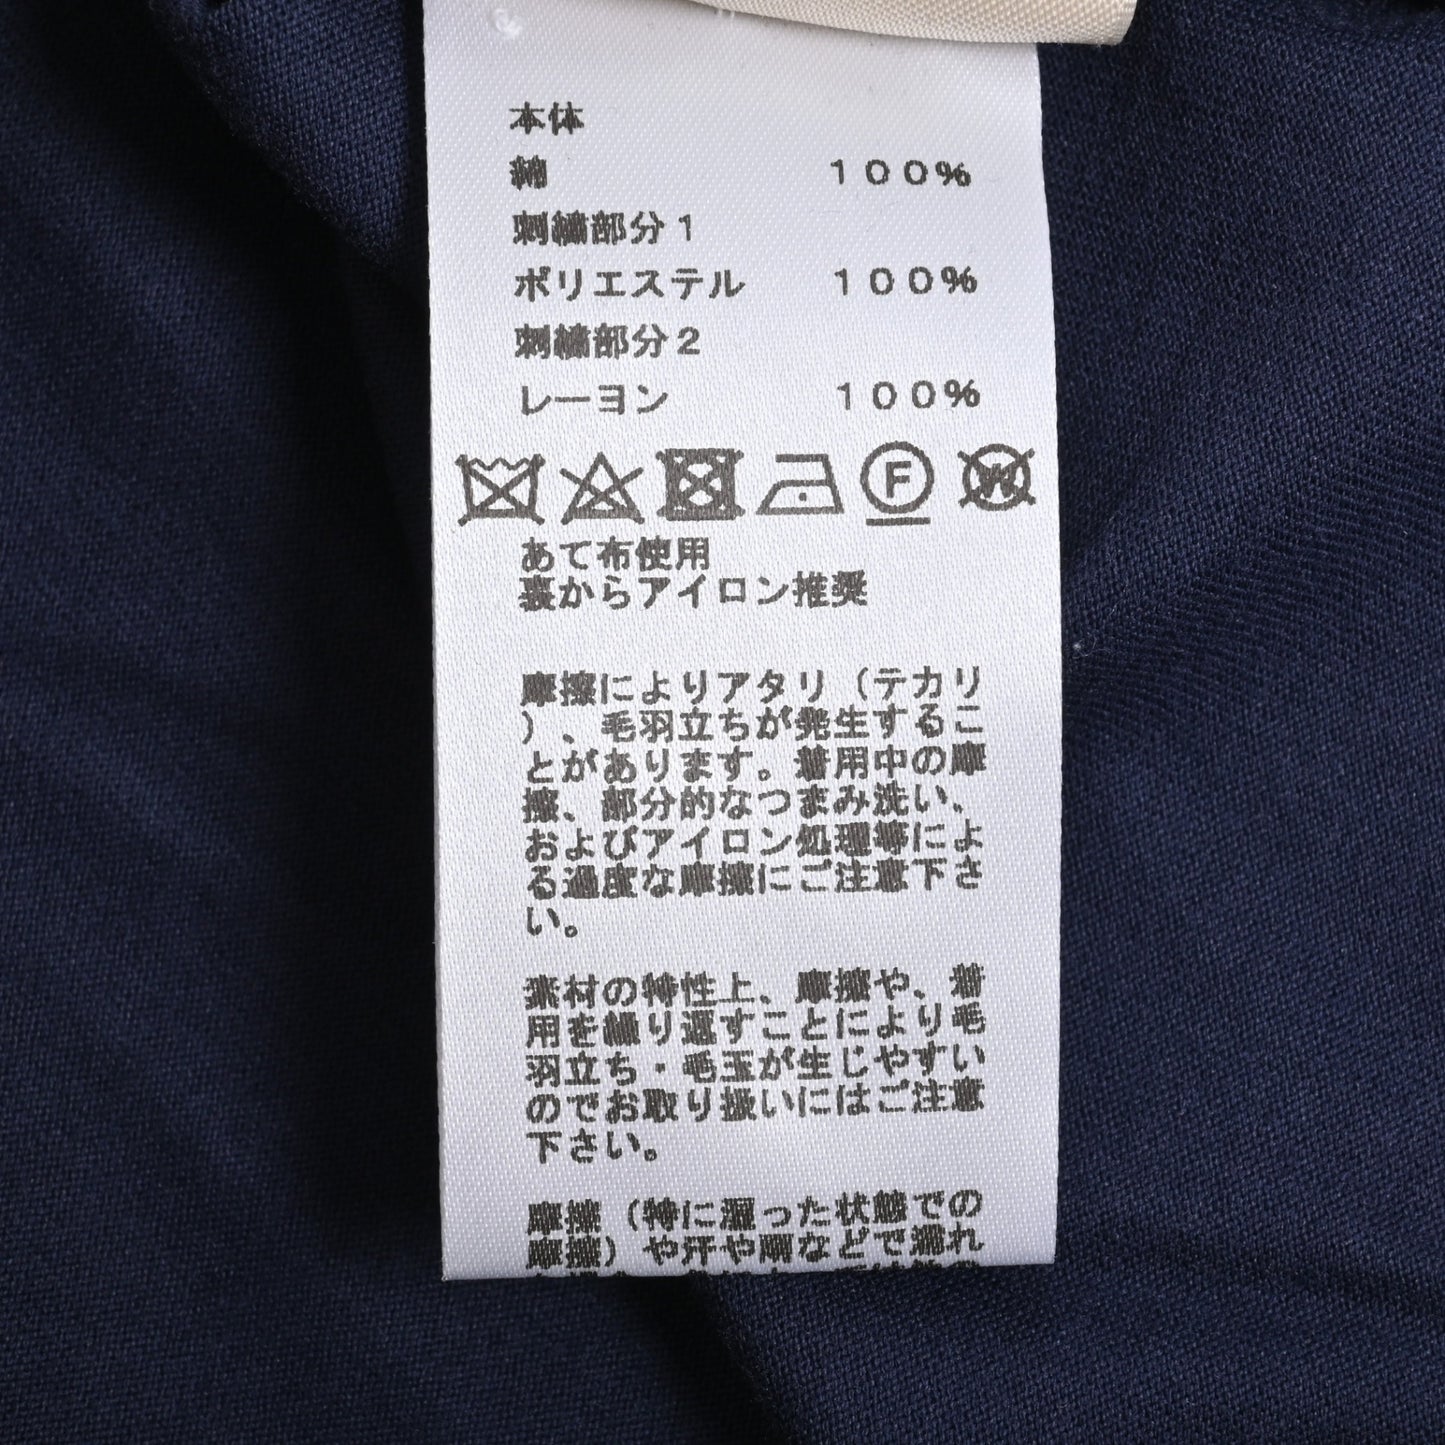 本体
綿 100%
刺繍部分1
ポリエステル 100%
刺繍部分2
レーヨン 100%
F W
あて布使用
裏からアイロン推奨
摩擦によりアタリ（テカリ
）、毛羽立ちが発生するこ
とがあります。着用中の摩
擦、部分的なつまみ洗い、
およびアイロン処理等によ
る過度な摩擦にご注意下さ
い。
素材の特性上、摩擦や、着
用を繰り返すことにより毛
羽立ち・毛玉が生じやすい
のでお取り扱いにはご注意
下さい。
摩擦（特に湿った状態での
摩擦）や汗や雨などで濡れ